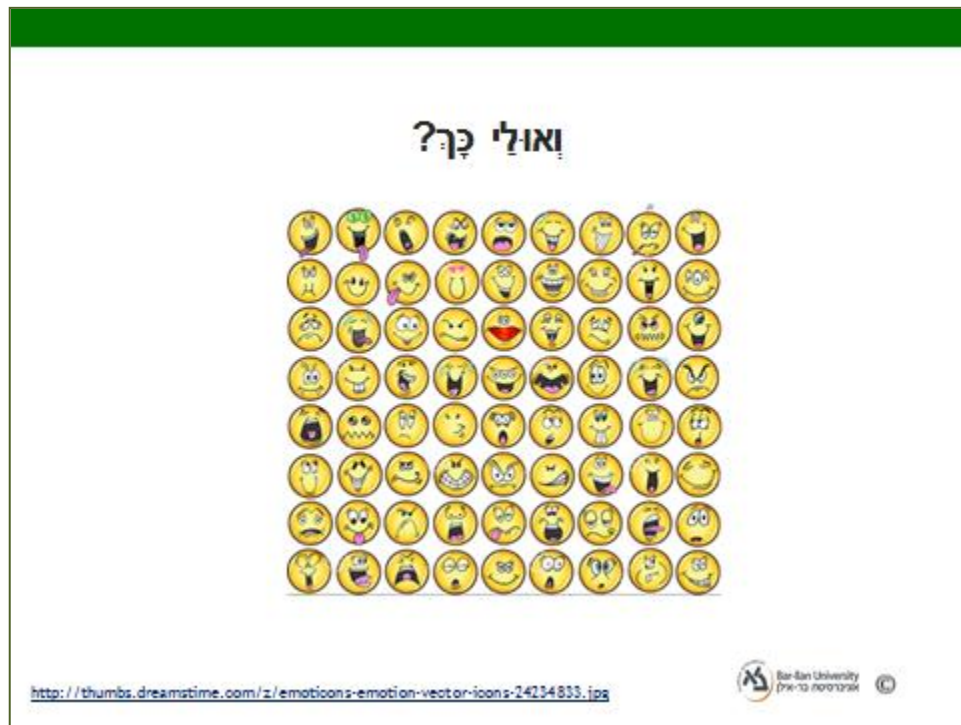 וְאוּלַי כָּךְ?
http://thumbs.dreamstime.com/z/emoticons-emotion-vector-icons-24234833.jpg
Bar-Ilan University
אוניברסיטת בר-אילן
©